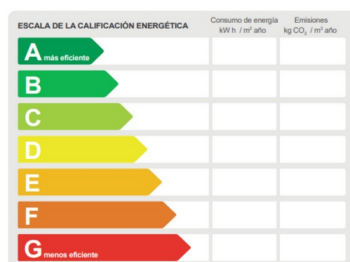 ESCALA DE LA CALIFICACIÓN ENERGÉTICA
Consumo de energía
kW h / m² año
Emisiones
kg CO₂ / m² año
A más eficiente
B
C
D
E
F
G menos eficiente